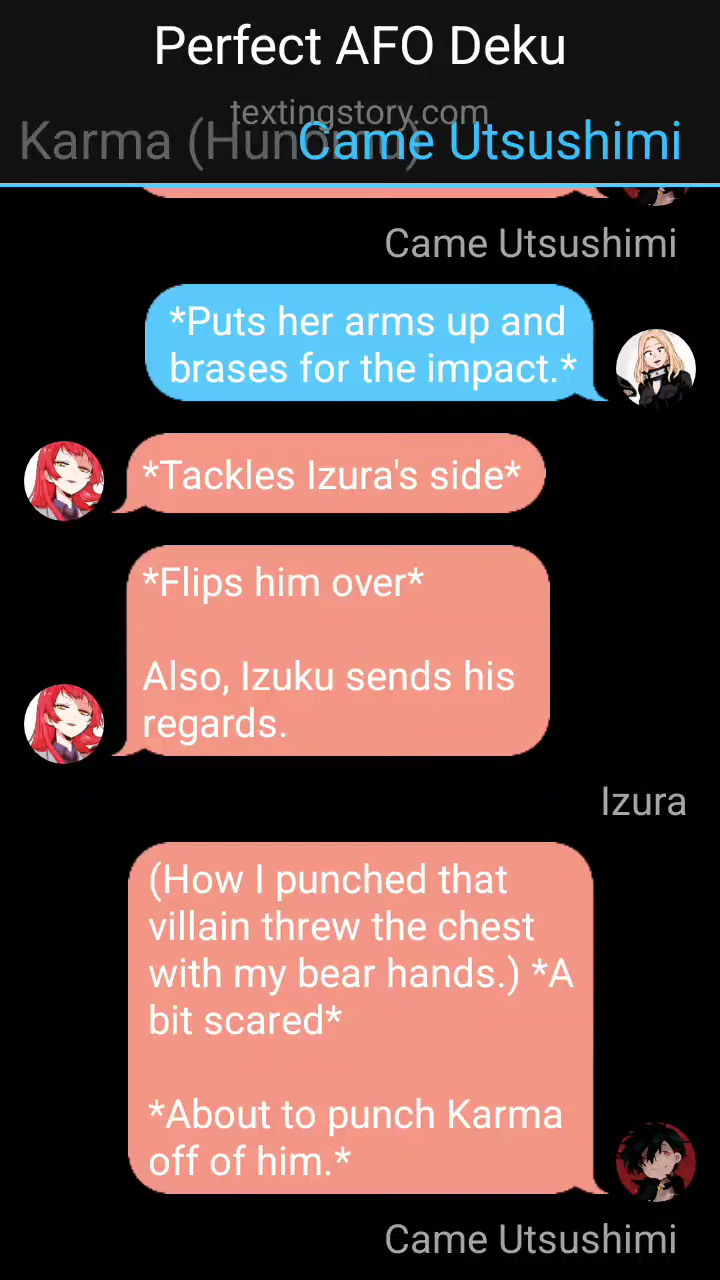 Perfect AFO Deku
textingstory.com
Karma (Hun
Came Utsushimi
Came Utsushimi
*Puts her arms up and
brases for the impact.*
*Tackles Izura's side*
*Flips him over*
Also, Izuku sends his
regards.
Izura
(How I punched that
villain threw the chest
with my bear hands.) *A
bit scared*
*About to punch Karma
off of him.*
Came Utsushimi